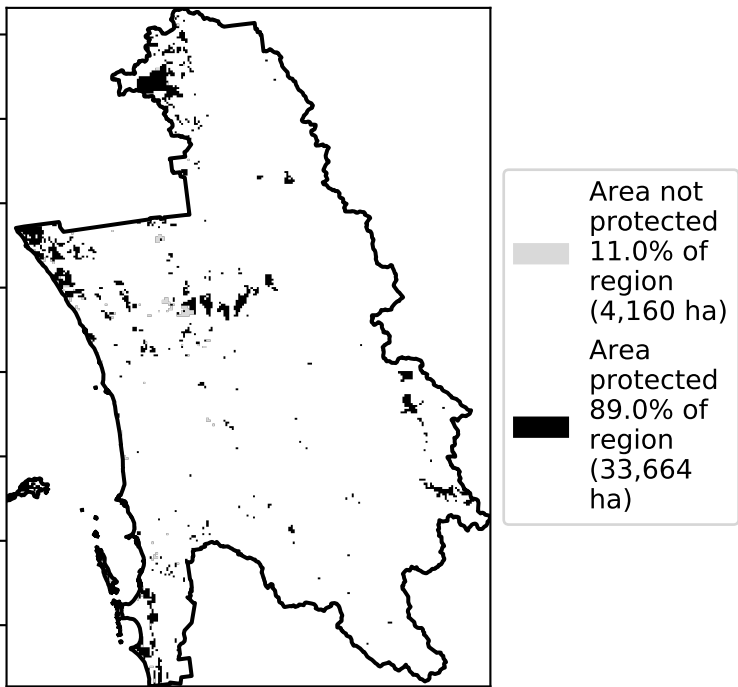 Area not
protected
11.0% of
region
(4,160 ha)
Area
protected
89.0% of
region
(33,664
ha)